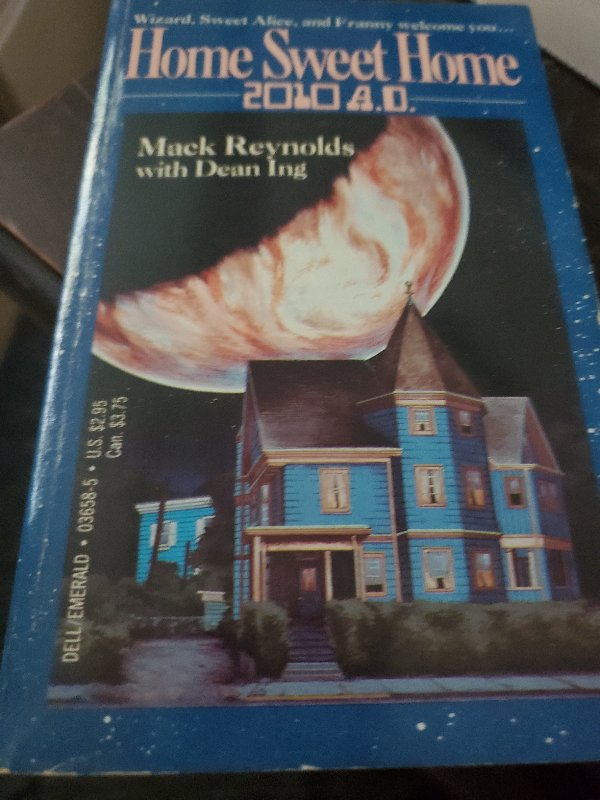 Wizard, Sweet Alice, and Franny welcome you...
Home Sweet Home
2010 A.D.
Mack Reynolds
with Dean Ing
DELL/EMERALD • 03658-5 • U.S. $2.95
Can. $3.75